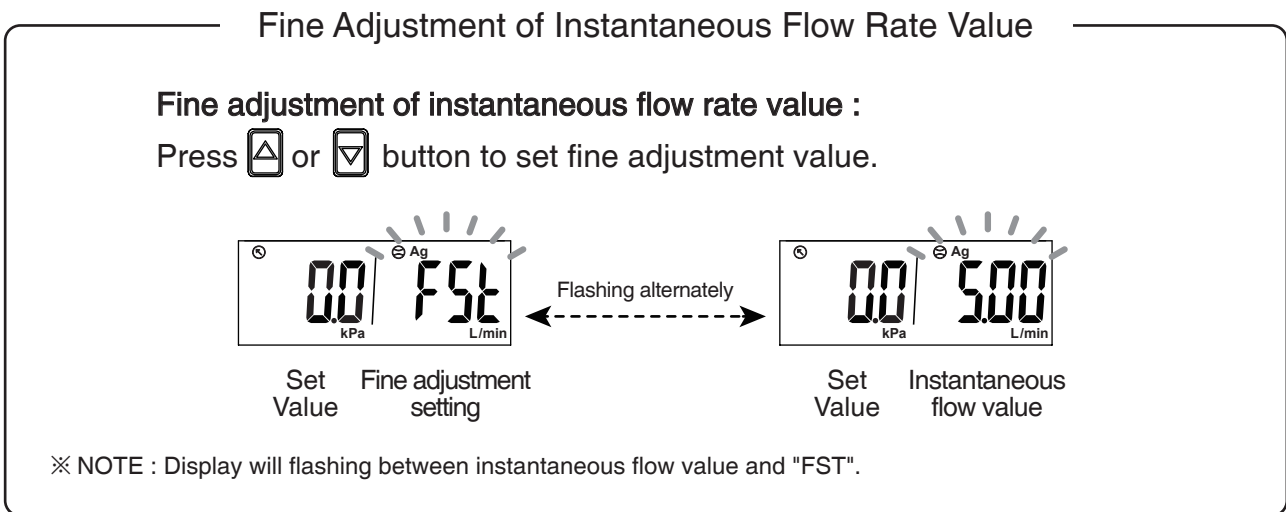 Fine Adjustment of Instantaneous Flow Rate Value
Fine adjustment of instantaneous flow rate value :
Press or button to set fine adjustment value.
Ag
0.0 FSt
kPa L/min
Flashing alternately
Ag
0.0 5.00
kPa L/min
Set Value
Fine adjustment setting
Set Value
Instantaneous flow value
※ NOTE : Display will flashing between instantaneous flow value and "FST".